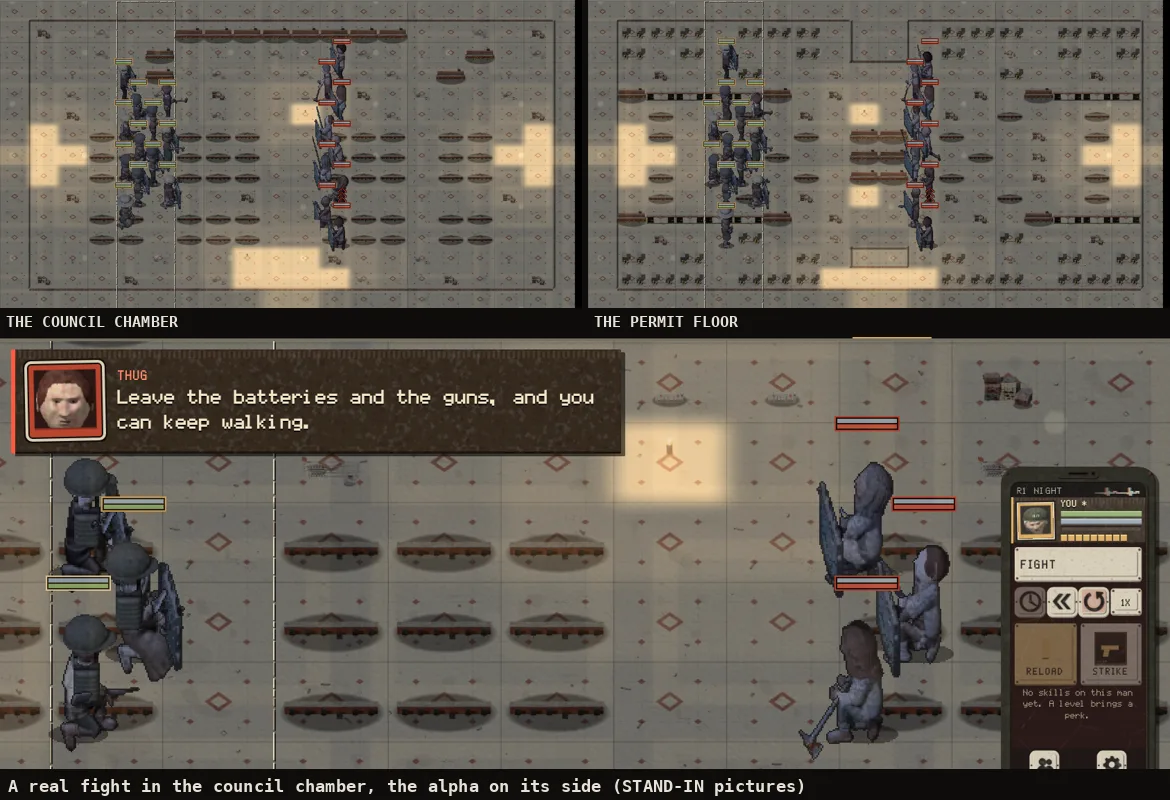 THE COUNCIL CHAMBER
THE PERMIT FLOOR
THUG
Leave the batteries and the guns, and you
can keep walking.
R1 NIGHT
YOU *
FIGHT
1X
RELOAD
STRIKE
No skills on this man
yet. A level brings a
perk.
A real fight in the council chamber, the alpha on its side (STAND-IN pictures)